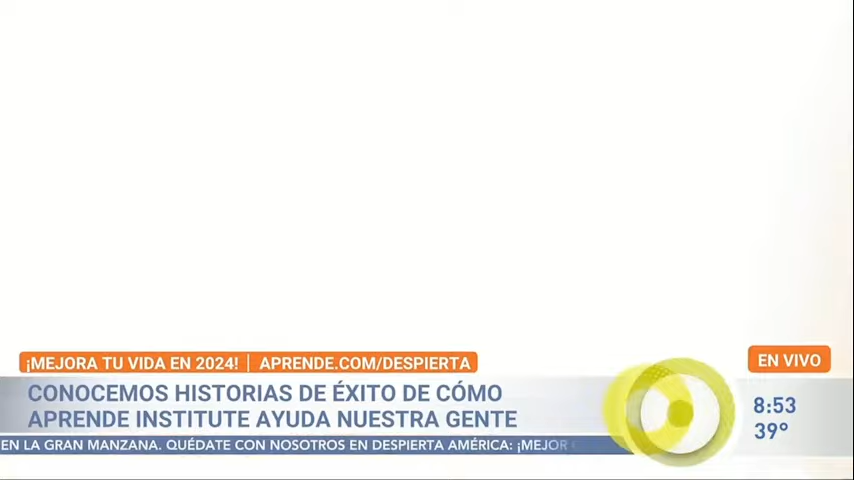 ¡MEJORA TU VIDA EN 2024! | APRENDE.COM/DESPIERTA
EN VIVO
CONOCEMOS HISTORIAS DE ÉXITO DE CÓMO
APRENDE INSTITUTE AYUDA NUESTRA GENTE
8:53
39°
EN LA GRAN MANZANA. QUÉDATE CON NOSOTROS EN DESPIERTA AMÉRICA: ¡MEJOR